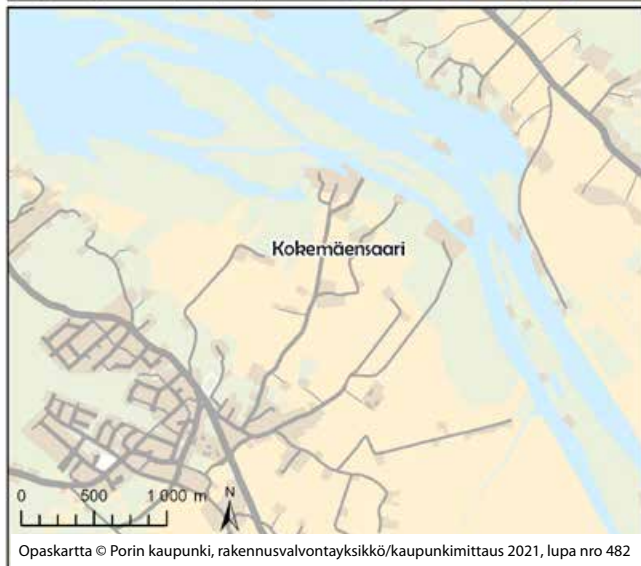 Kokemäensaari
0 500 1 000 m N
Opaskartta © Porin kaupunki, rakennusvalvontayksikkö/kaupunkimittaus 2021, lupa nro 482